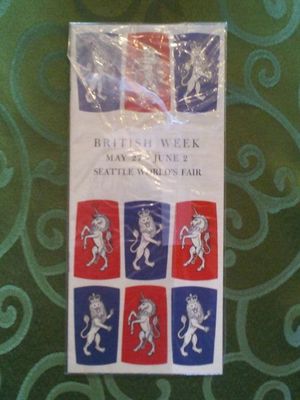 BRITISH WEEK
MAY 27 - JUNE 2
SEATTLE WORLD'S FAIR